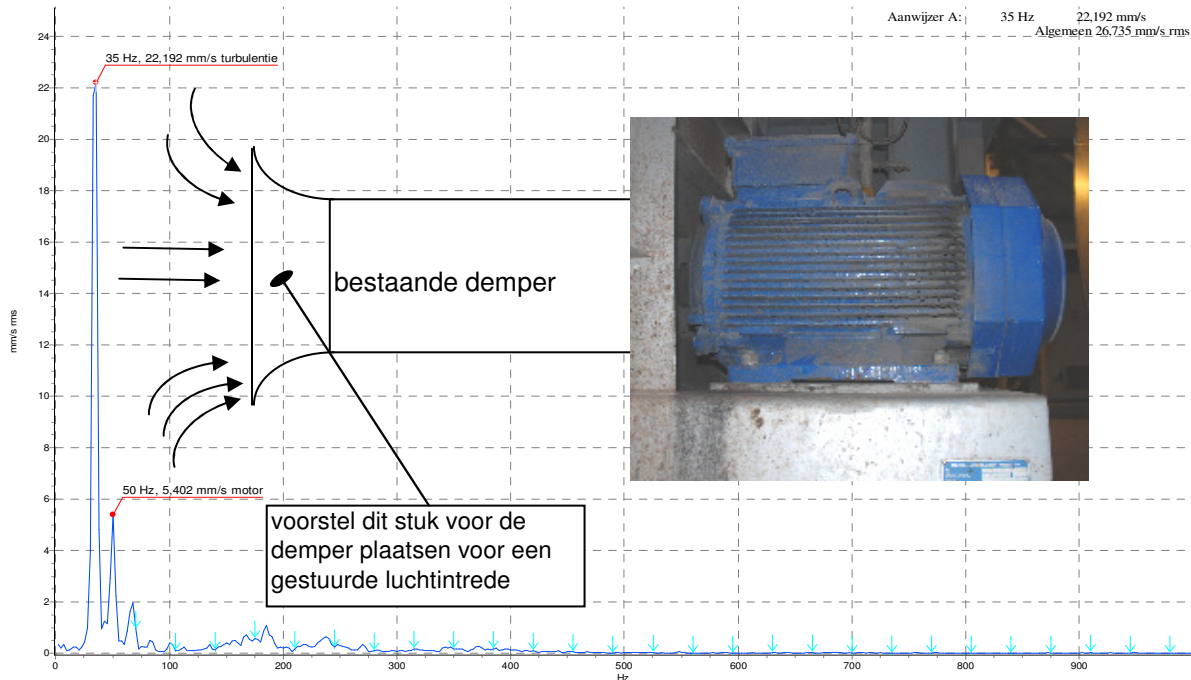 Aanwijzer A: 35 Hz 22,192 mm/s
Algemeen 26,735 mm/s rms
24
35 Hz, 22,192 mm/s turbulentie
22
20
18
16
bestaande demper
14
mm/s rms
12
10
8
6
50 Hz, 5,402 mm/s motor
voorstel dit stuk voor de
demper plaatsen voor een
gestuurde luchtintrede
4
2
0
0 100 200 300 400 500 600 700 800 900
Hz